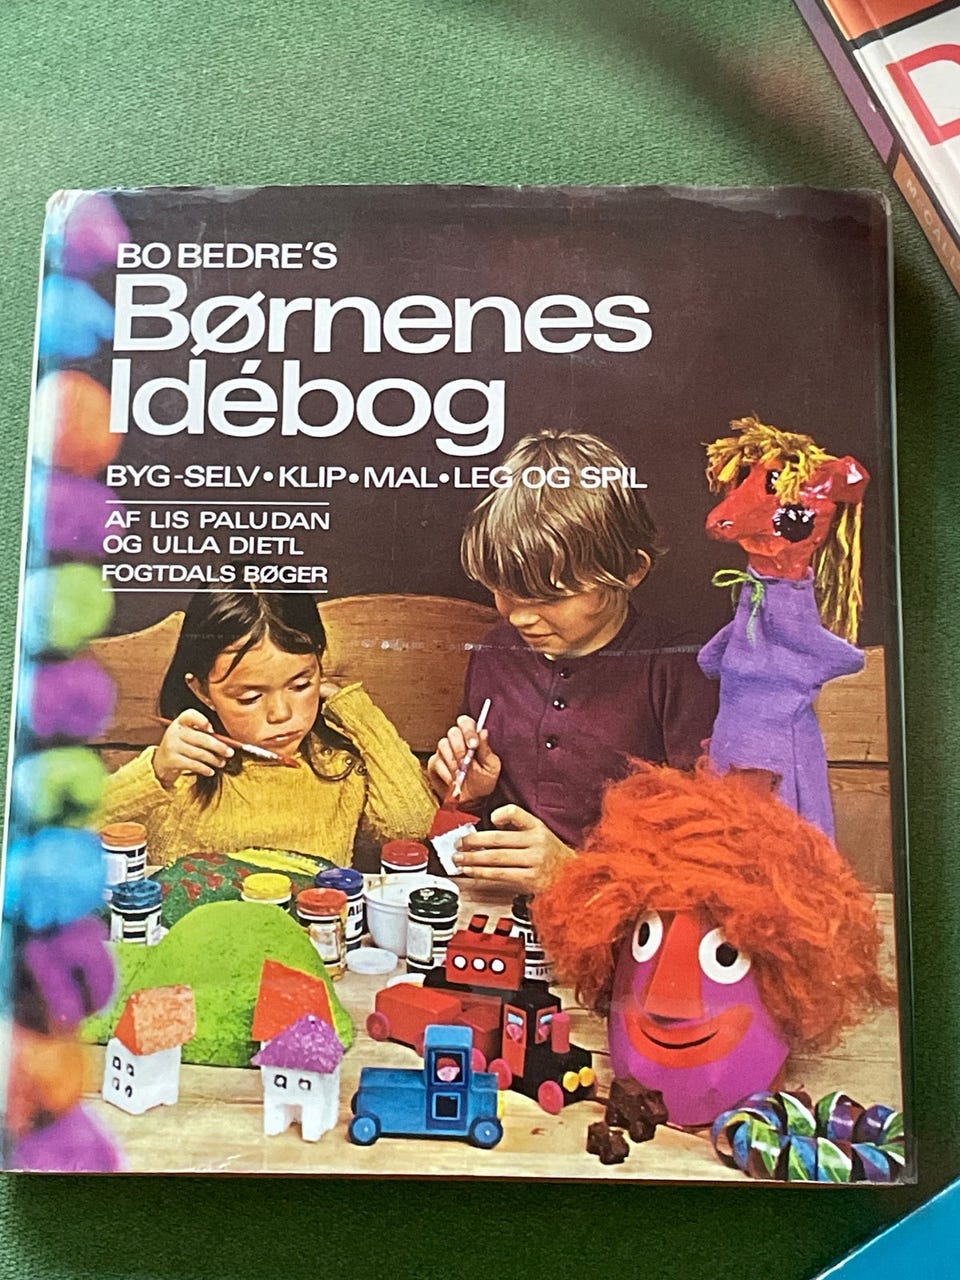 BO BEDRE'S
Børnenes
Idébog
BYG-SELV•KLIP•MAL•LEG OG SPIL
AF LIS PALUDAN
OG ULLA DIETL
FOGTDALS BØGER
D